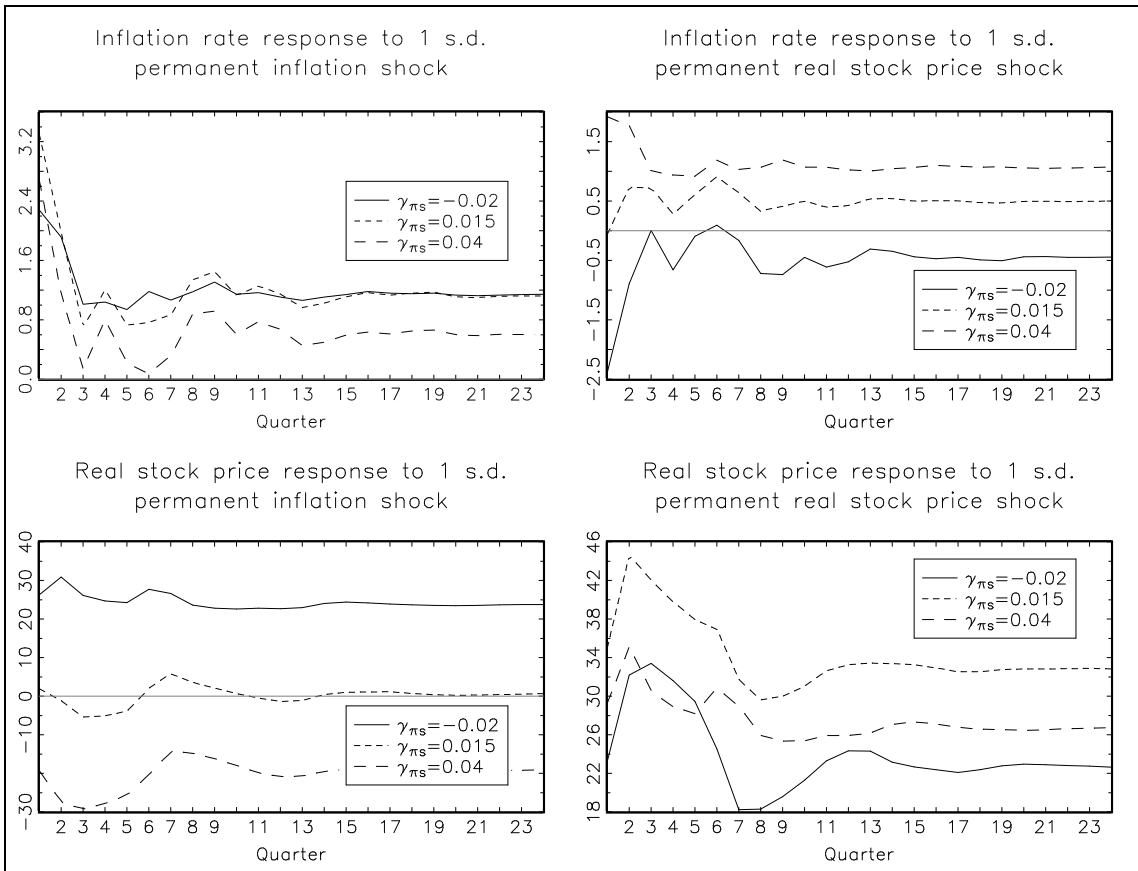 Inflation rate response to 1 s.d.
permanent inflation shock
3.2
2.4
1.6
0.8
0.0
γπs=−0.02
γπs=0.015
γπs=0.04
2 3 4 5 6 7 8 9 11 13 15 17 19 21 23
Quarter
Inflation rate response to 1 s.d.
permanent real stock price shock
1.5
0.5
−0.5
−1.5
−2.5
γπs=−0.02
γπs=0.015
γπs=0.04
2 3 4 5 6 7 8 9 11 13 15 17 19 21 23
Quarter
Real stock price response to 1 s.d.
permanent inflation shock
40
30
20
10
0
−10
−30
γπs=−0.02
γπs=0.015
γπs=0.04
2 3 4 5 6 7 8 9 11 13 15 17 19 21 23
Quarter
Real stock price response to 1 s.d.
permanent real stock price shock
46
42
38
34
30
26
22
18
γπs=−0.02
γπs=0.015
γπs=0.04
2 3 4 5 6 7 8 9 11 13 15 17 19 21 23
Quarter